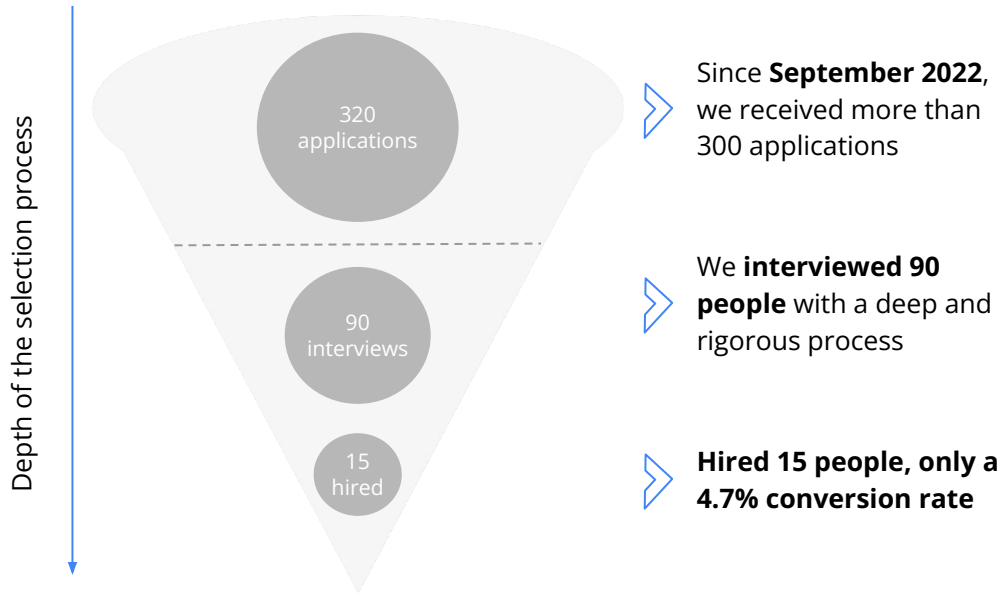 Depth of the selection process
320
applications
Since September 2022,
we received more than
300 applications
90
interviews
We interviewed 90
people with a deep and
rigorous process
15
hired
Hired 15 people, only a
4.7% conversion rate